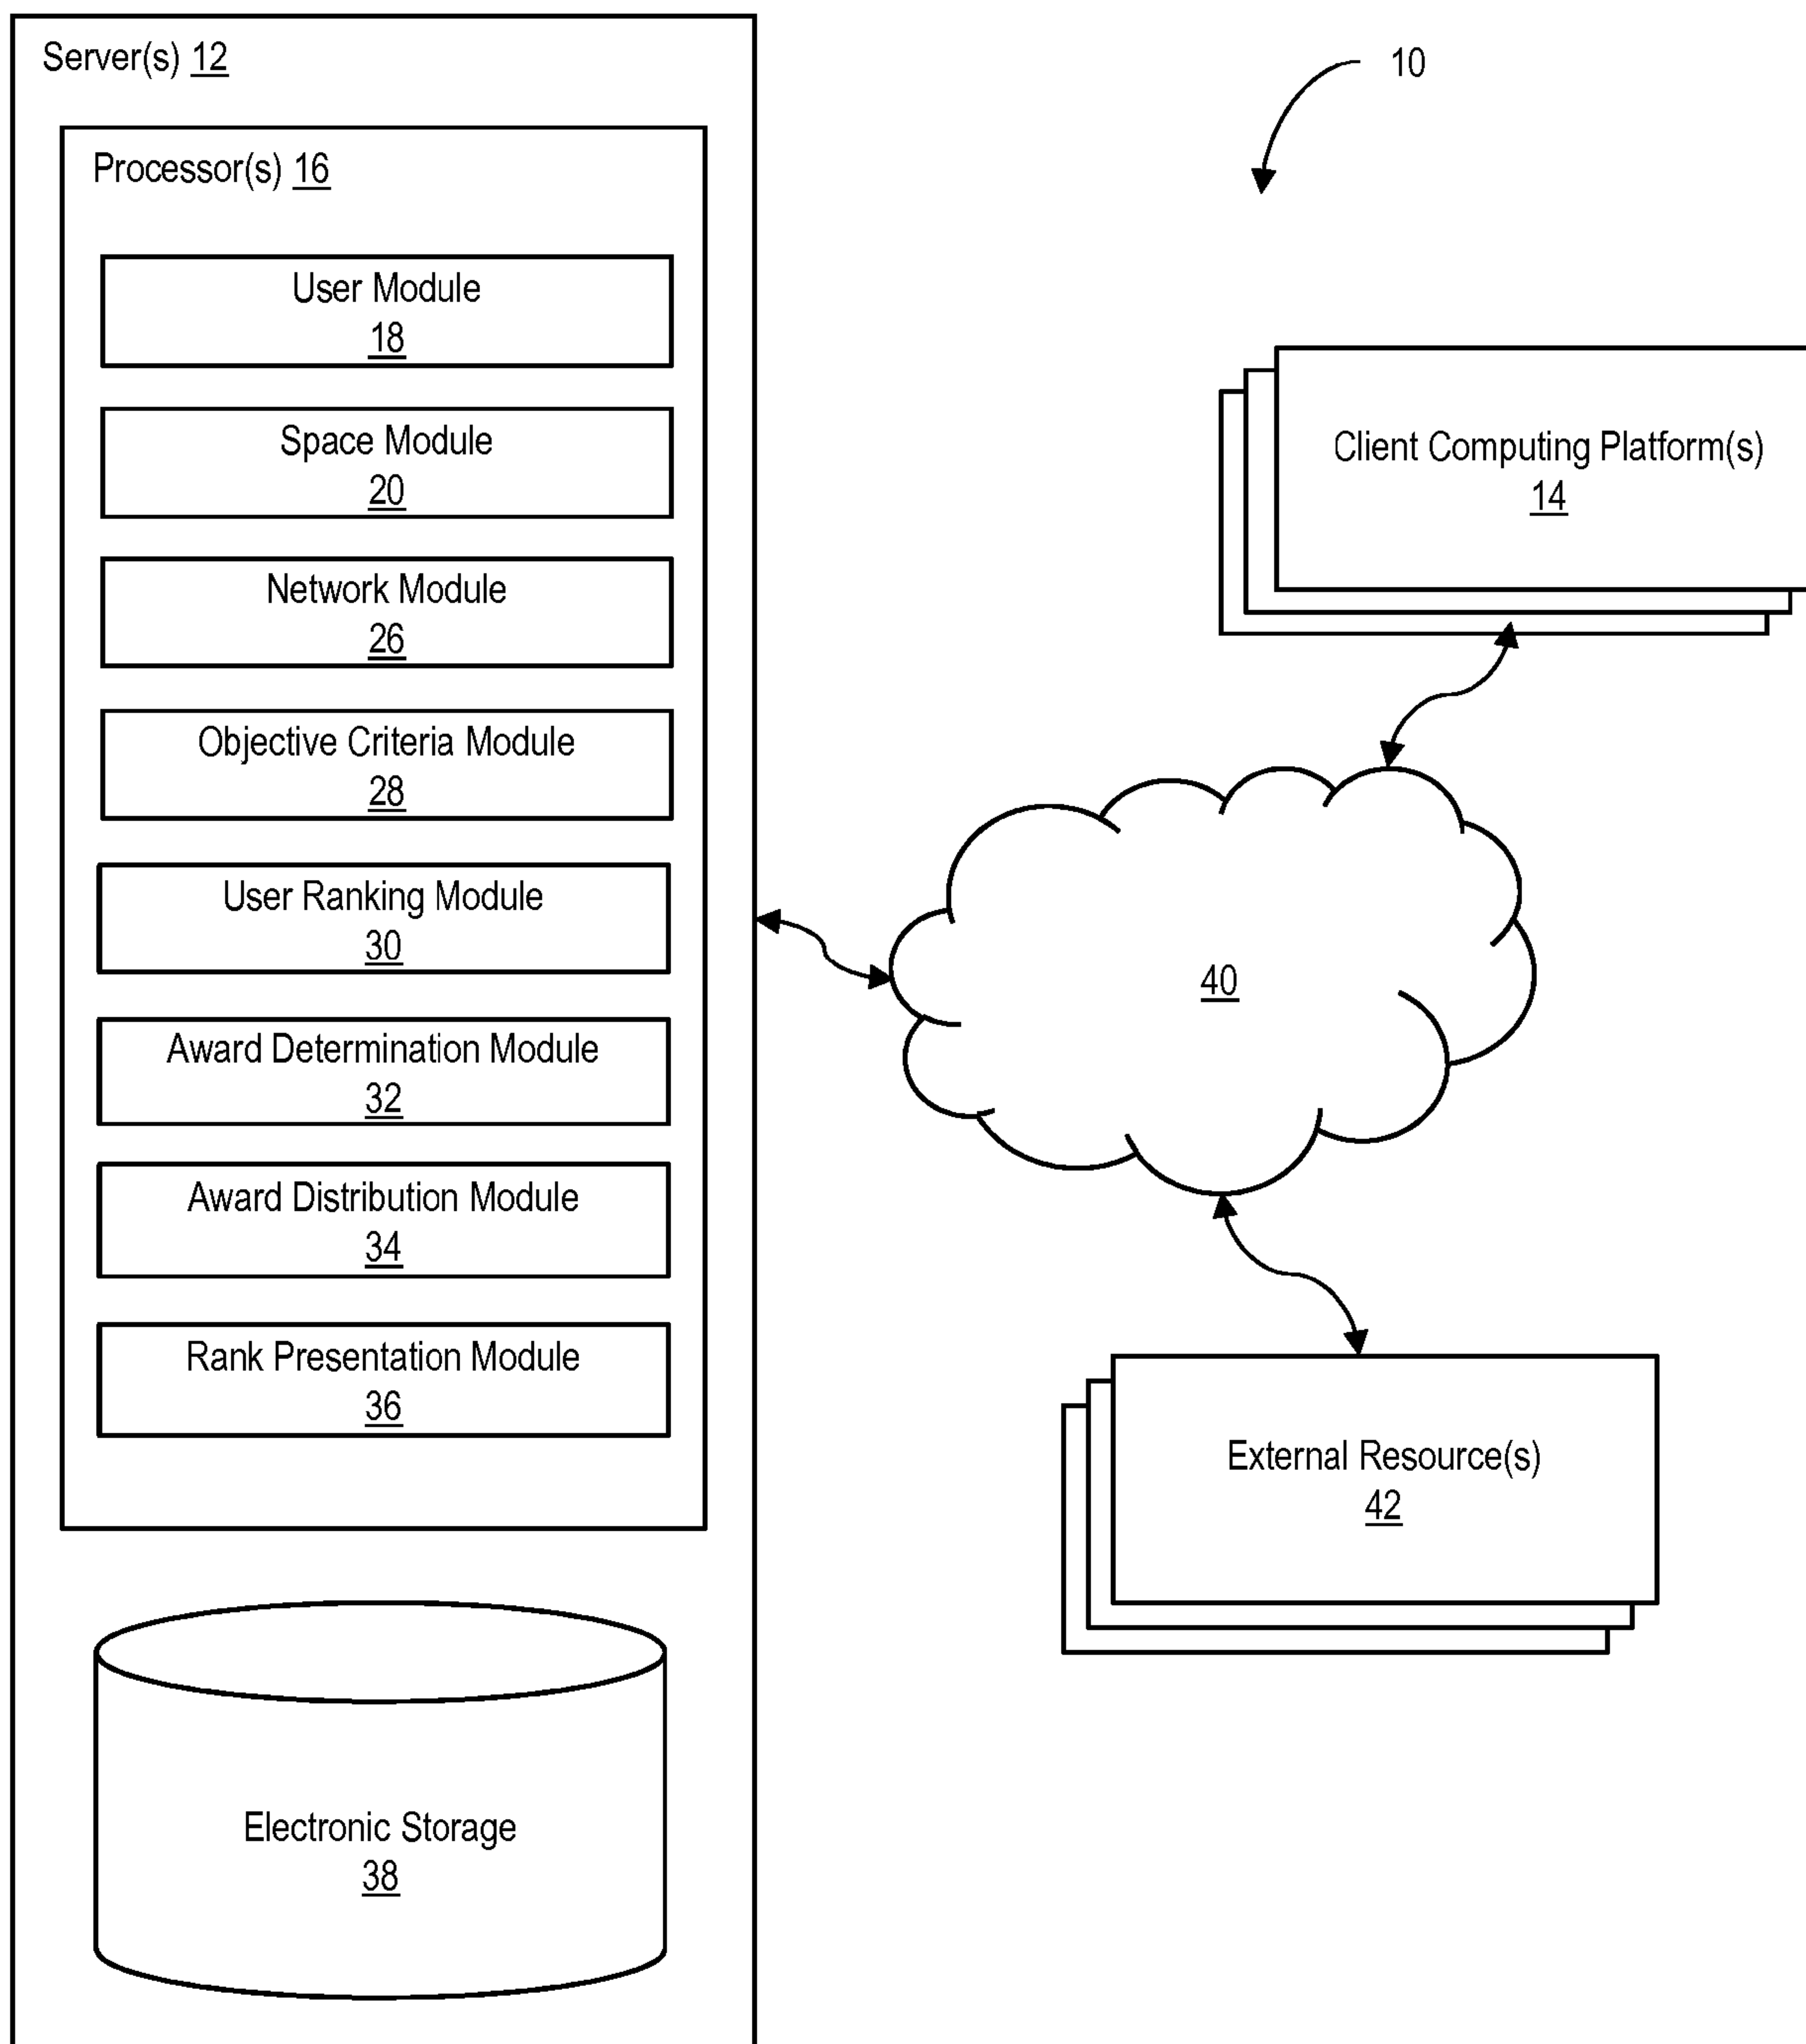 Server(s) 12
10
Processor(s) 16
User Module
18
Space Module
20
Network Module
26
Objective Criteria Module
28
User Ranking Module
30
Award Determination Module
32
Award Distribution Module
34
Rank Presentation Module
36
Electronic Storage
38
Client Computing Platform(s)
14
40
External Resource(s)
42